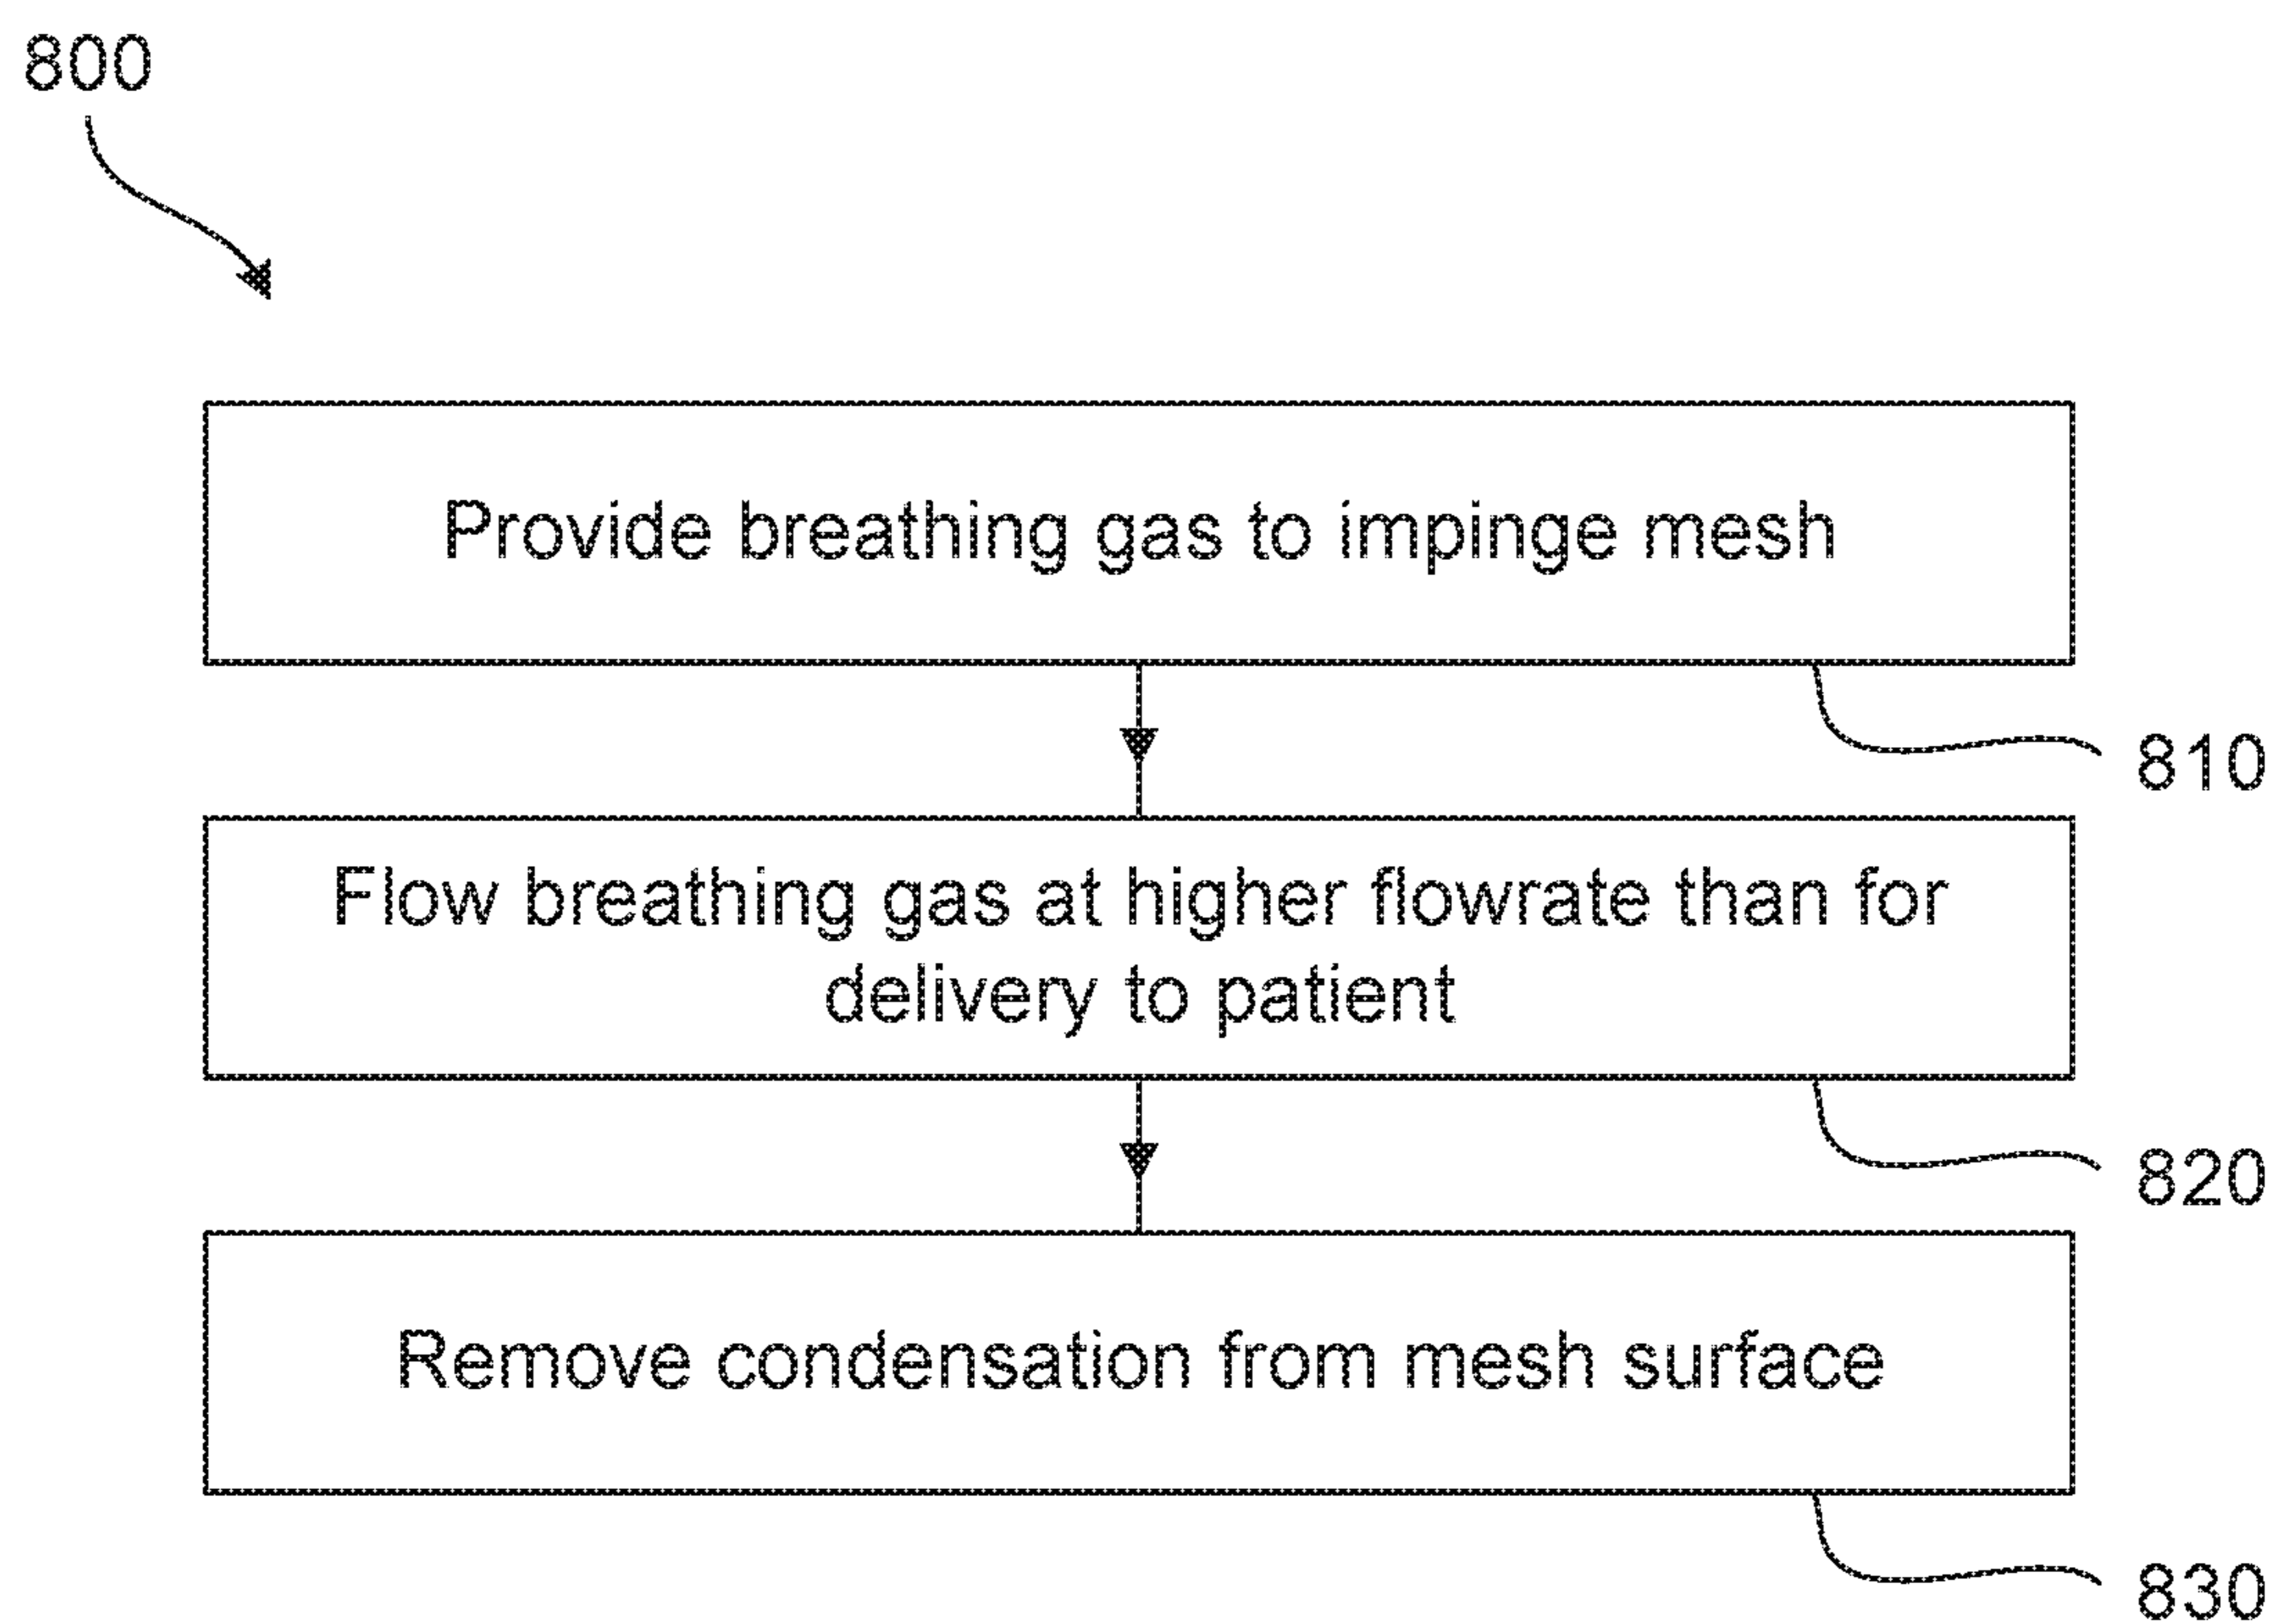 800
Provide breathing gas to impinge mesh
810
Flow breathing gas at higher flowrate than for
delivery to patient
820
Remove condensation from mesh surface
830